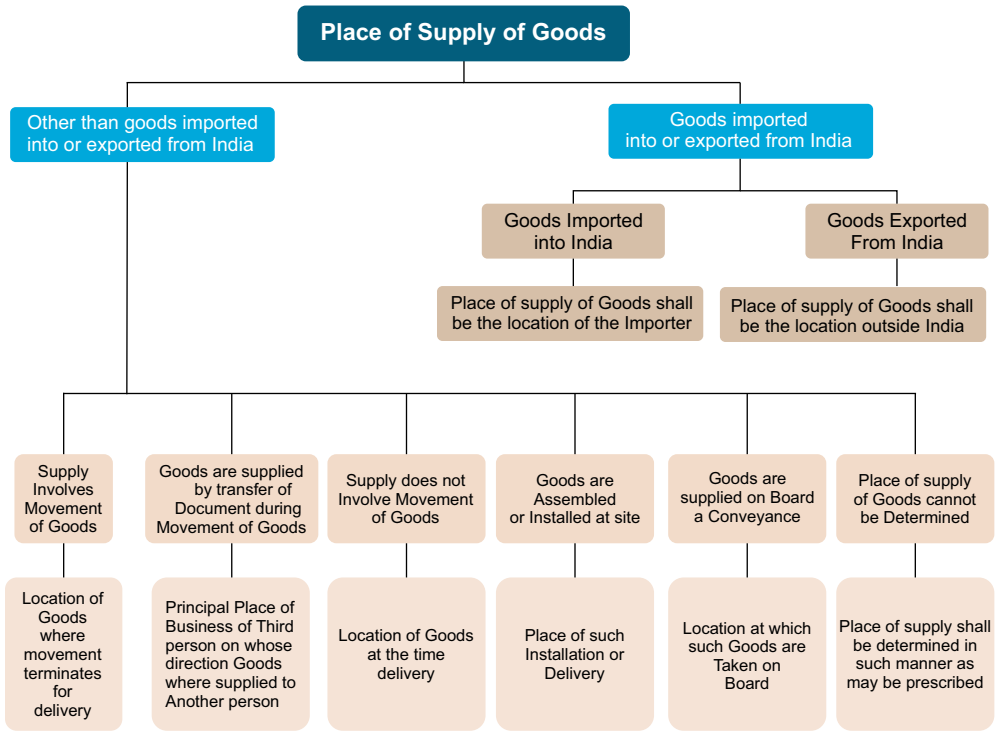 Place of Supply of Goods
Other than goods imported
into or exported from India
Goods imported
into or exported from India
Goods Imported
into India
Goods Exported
From India
Place of supply of Goods shall
be the location of the Importer
Place of supply of Goods shall
be the location outside India
Supply
Involves
Movement
of Goods
Goods are supplied
by transfer of
Document during
Movement of Goods
Supply does not
Involve Movement
of Goods
Goods are
Assembled
or Installed at site
Goods are
supplied on Board
a Conveyance
Place of supply
of Goods cannot
be Determined
Location of
Goods
where
movement
terminates
for
delivery
Principal Place of
Business of Third
person on whose
direction Goods
where supplied to
Another person
Location of Goods
at the time
delivery
Place of such
Installation or
Delivery
Location at which
such Goods are
Taken on
Board
Place of supply shall
be determined in
such manner as
may be prescribed